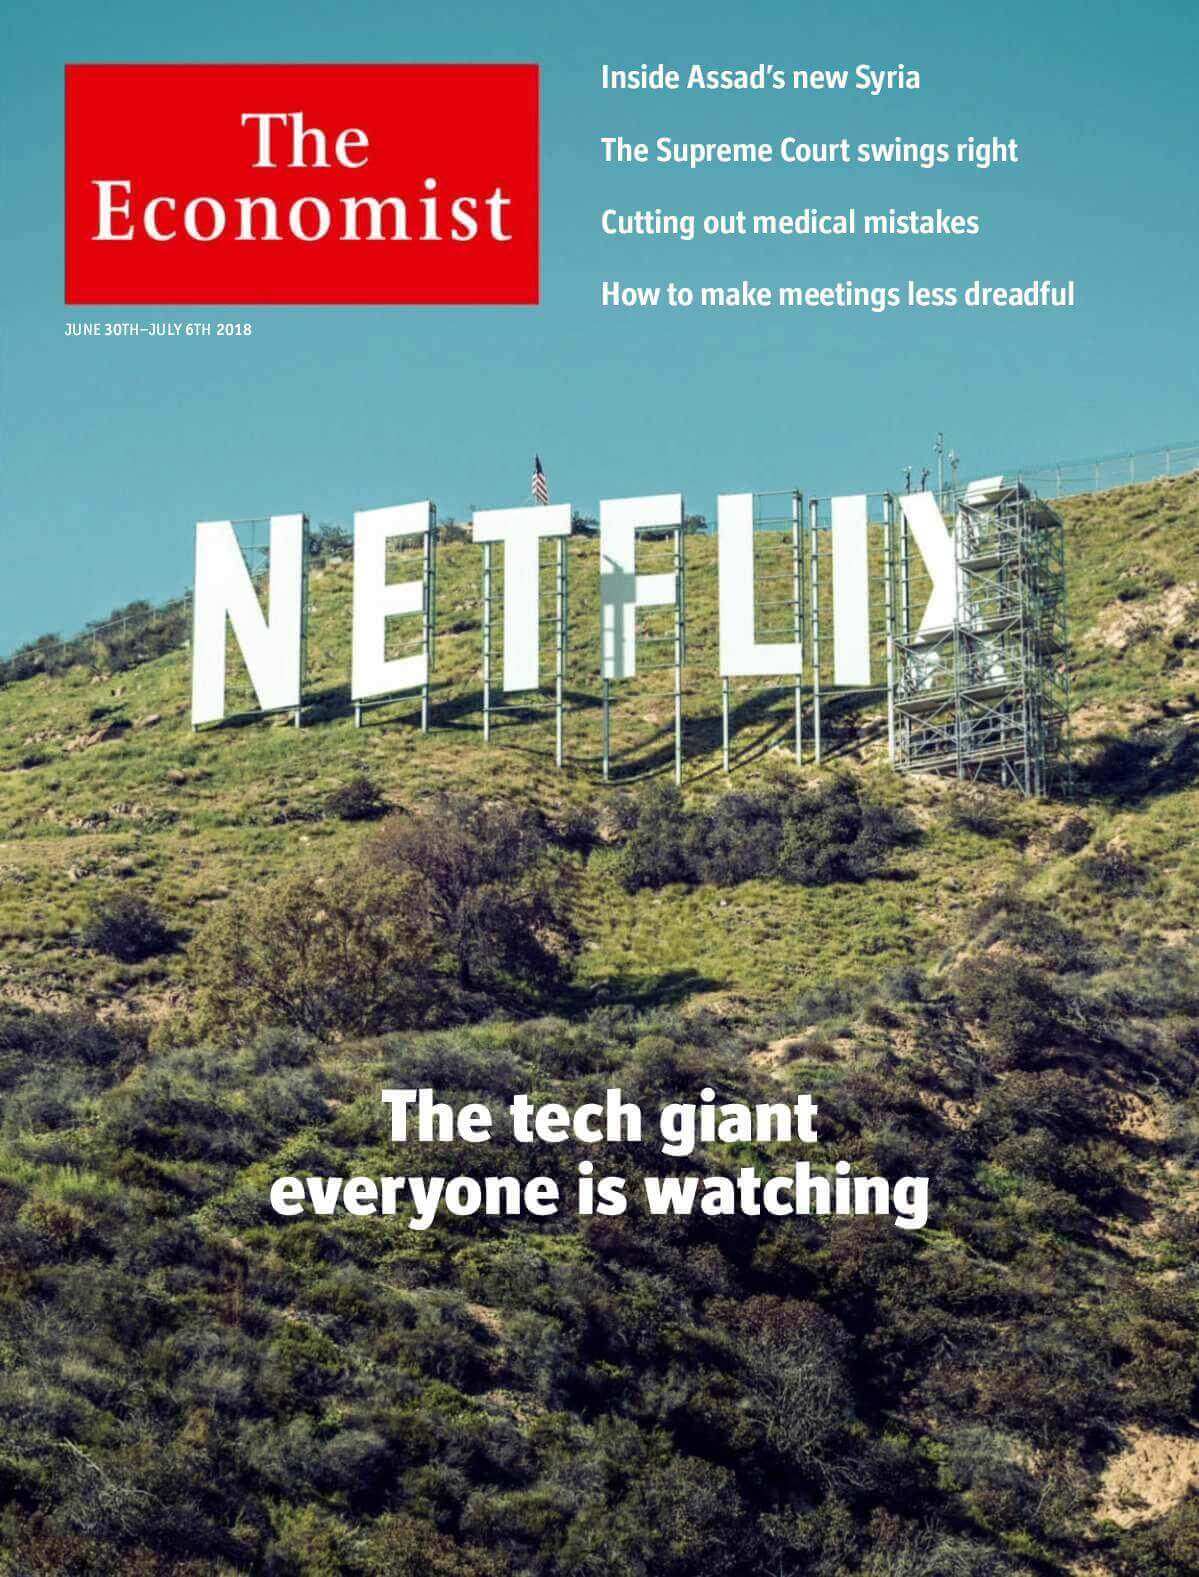 The
Economist
JUNE 30TH–JULY 6TH 2018
Inside Assad's new Syria
The Supreme Court swings right
Cutting out medical mistakes
How to make meetings less dreadful
NETFLIX
The tech giant
everyone is watching